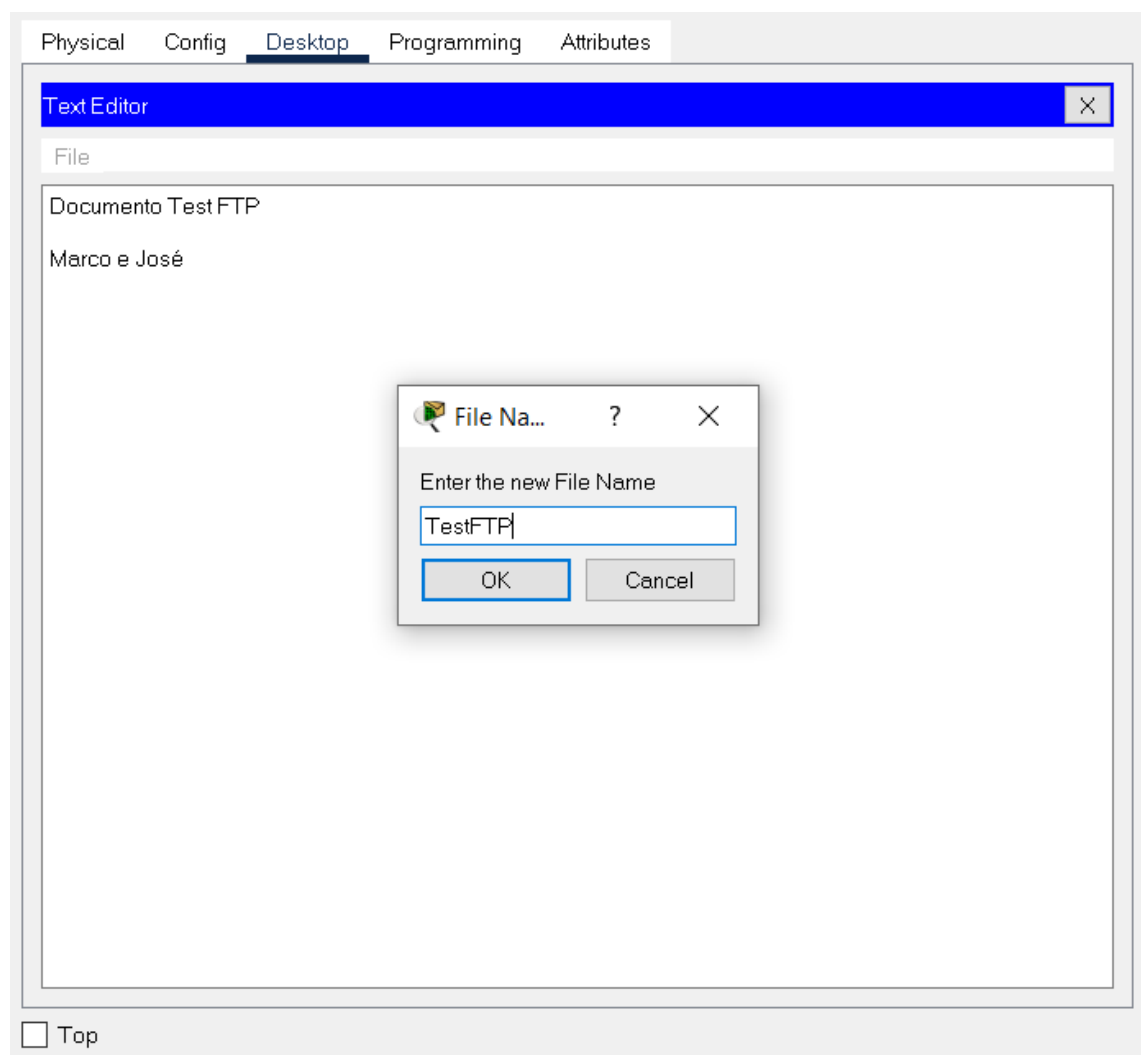 Physical Config Desktop Programming Attributes
Text Editor X
File
Documento Test FTP
Marco e José
File Na... ? X
Enter the new File Name
TestFTP
OK Cancel
Top